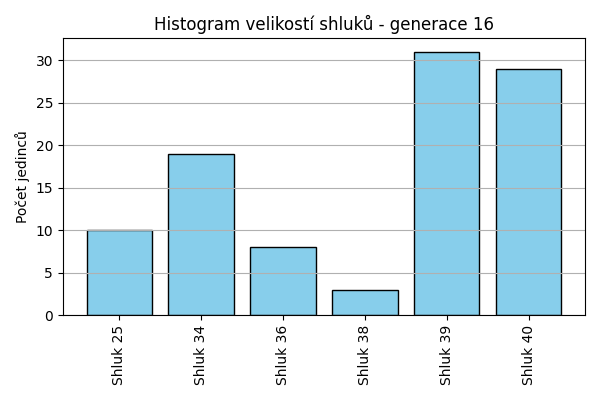 Histogram velikostí shluků - generace 16
Počet jedinců
30
25
20
15
10
5
0
Shluk 25
Shluk 34
Shluk 36
Shluk 38
Shluk 39
Shluk 40